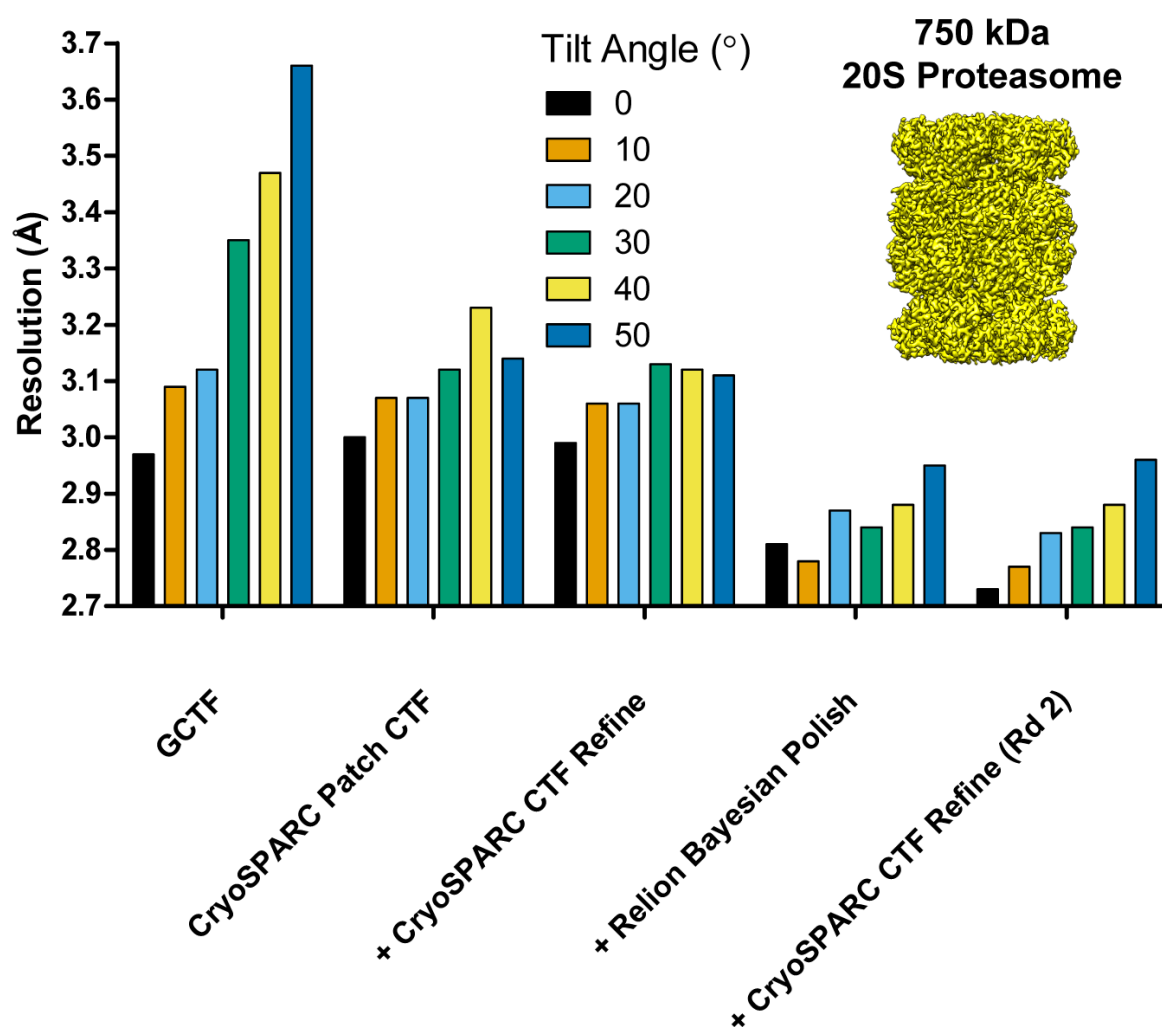 750 kDa
20S Proteasome
Tilt Angle (°)
0
10
20
30
40
50
Resolution (Å)
3.7
3.6
3.5
3.4
3.3
3.2
3.1
3.0
2.9
2.8
2.7
GCTF
CryoSPARC Patch CTF
+ CryoSPARC CTF Refine
+ Relion Bayesian Polish
+ CryoSPARC CTF Refine (Rd 2)